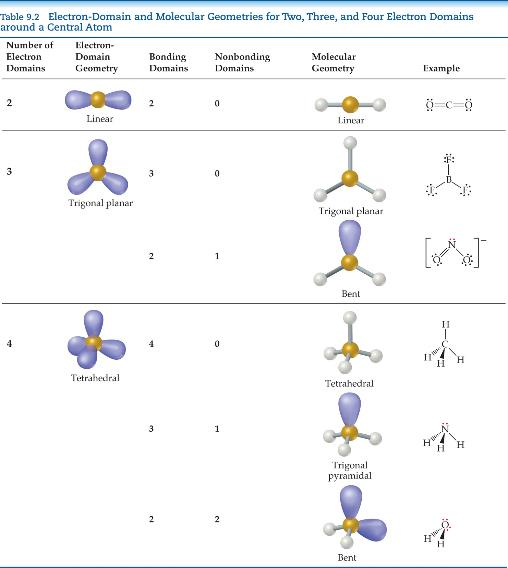 Table 9.2 Electron-Domain and Molecular Geometries for Two, Three, and Four Electron Domains
around a Central Atom
Number of
Electron
Domains
Electron-
Domain
Geometry
Bonding
Domains
Nonbonding
Domains
Molecular
Geometry
Example
2
Linear
2
0
Linear
O=C=O
3
Trigonal planar
3
0
Trigonal planar
F
B
F F
2
1
Bent
N
O O
−
4
Tetrahedral
4
0
Tetrahedral
H
C
H H H
3
1
Trigonal
pyramidal
N
H H H
2
2
Bent
O
H H